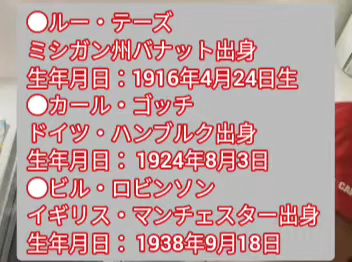 ●ルー・テーズ
ミシガン州バナット出身
生年月日：1916年4月24日生
●カール・ゴッチ
ドイツ・ハンブルク出身
生年月日：1924年8月3日
●ビル・ロビンソン
イギリス・マンチェスター出身
生年月日：1938年9月18日